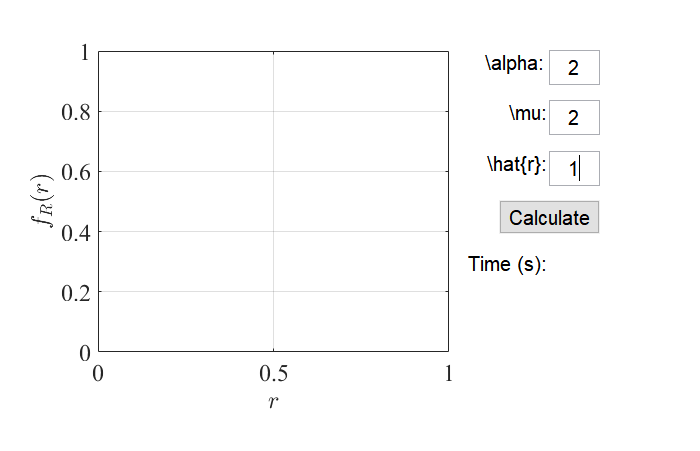 1
0.8
0.6
0.4
0.2
0
0 0.5 1
r
f_R(r)
\alpha: 2
\mu: 2
\hat{r}: 1
Calculate
Time (s):